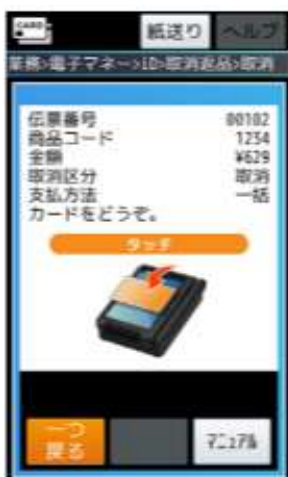 CARD
紙送り
ヘルプ
業務>電子マネー>iD>取消返品>取消
伝票番号 00102
商品コード 1234
金額 ¥629
取消区分 取消
支払方法 一括
カードをどうぞ。
タッチ
一つ
戻る
ﾏﾆｭｱﾙ